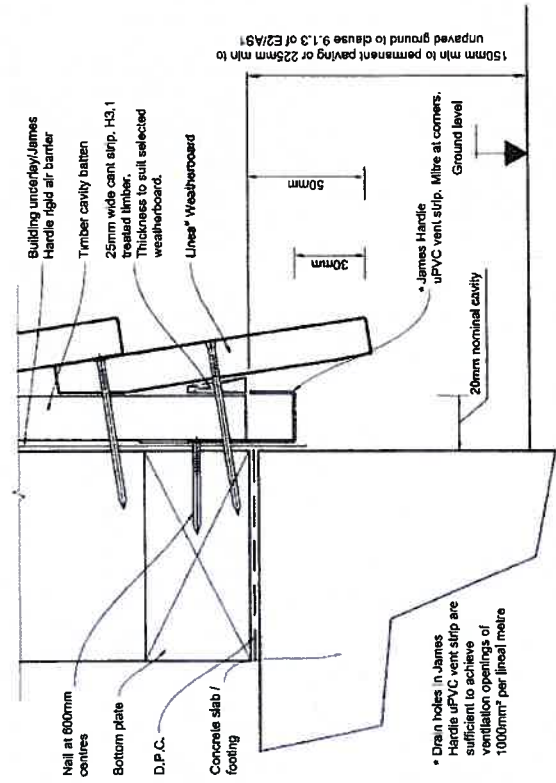 Building underlay/James
Hardie rigid air barrier
Timber cavity batten
25mm wide cant strip. H3.1
treated timber.
Thickness to suit selected
weatherboard.
Linea® Weatherboard
150mm min to permanent paving or 225mm min to
unpaved ground to clause 9.1.3 of E2/AS1
50mm
30mm
* James Hardie
uPVC vent strip. Mitre at corners.
Ground level
20mm nominal cavity
Nail at 600mm
centres
Bottom plate
D.P.C.
Concrete slab /
footing
* Drain holes in James
Hardie uPVC vent strip are
sufficient to achieve
ventilation openings of
1000mm² per lineal metre